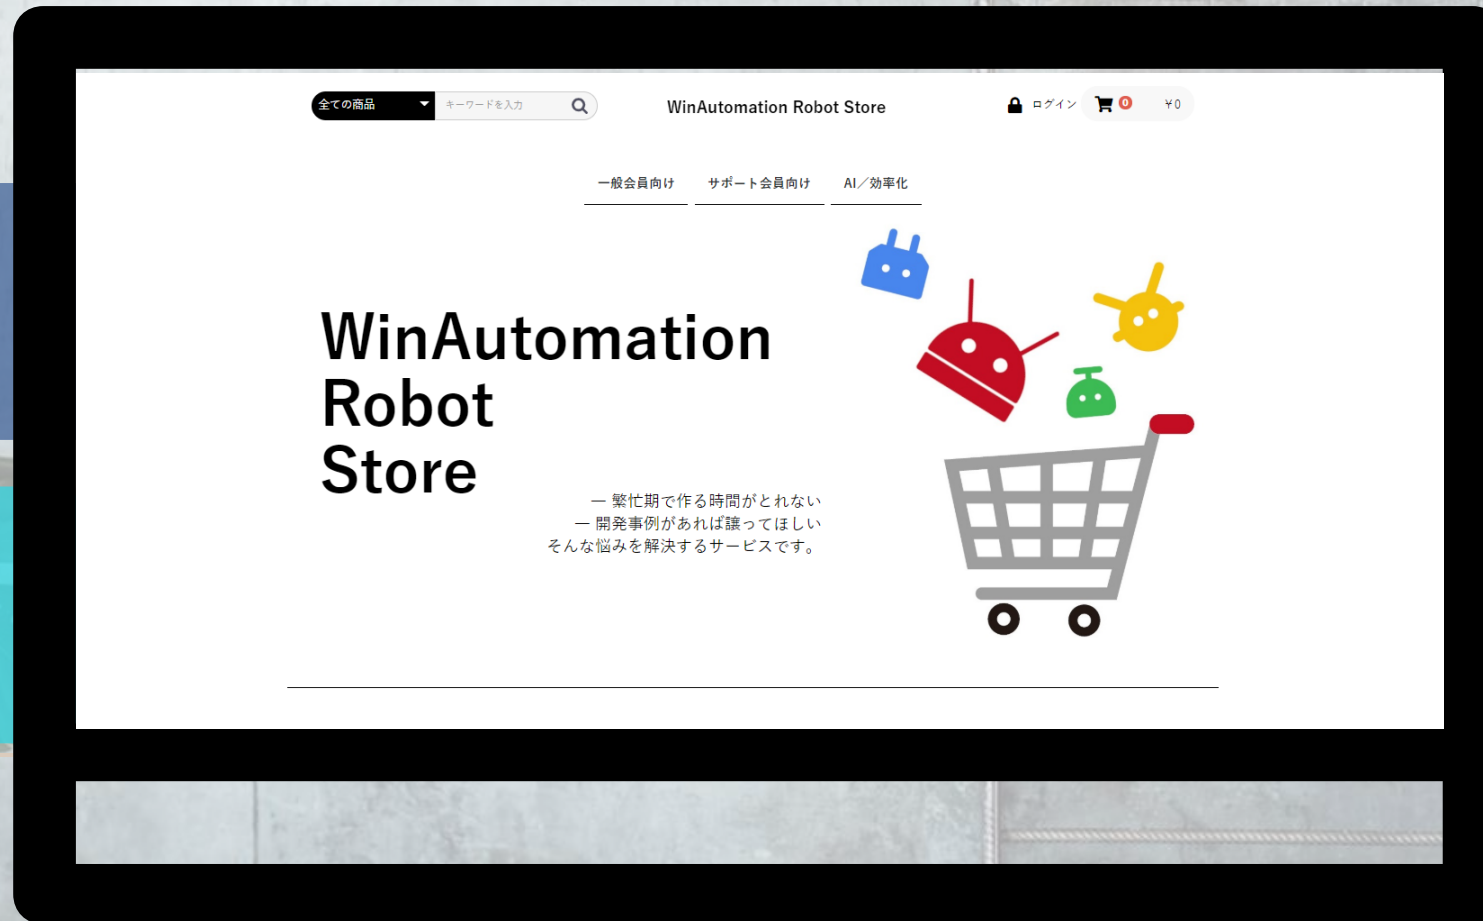 全ての商品
キーワードを入力
WinAutomation Robot Store
ログイン
0
¥0
一般会員向け
サポート会員向け
AI／効率化
WinAutomation
Robot
Store
― 繁忙期で作る時間がとれない
― 開発事例があれば譲ってほしい
そんな悩みを解決するサービスです。